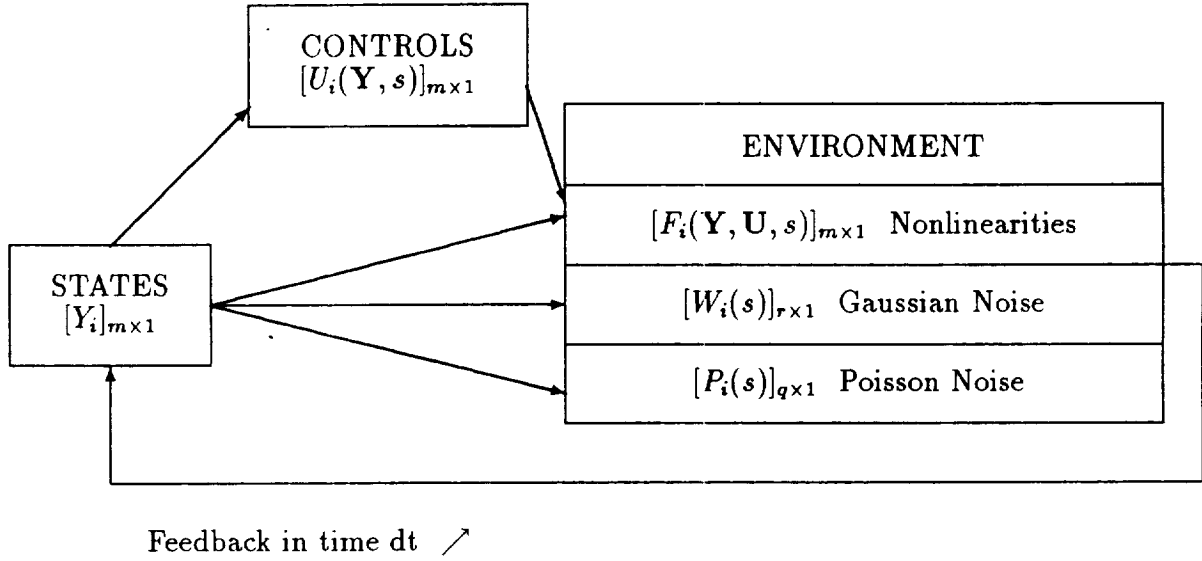 CONTROLS
[U_i(Y, s)]_{m×1}
ENVIRONMENT
[F_i(Y, U, s)]_{m×1} Nonlinearities
STATES
[Y_i]_{m×1}
[W_i(s)]_{r×1} Gaussian Noise
[P_i(s)]_{q×1} Poisson Noise
Feedback in time dt ↗